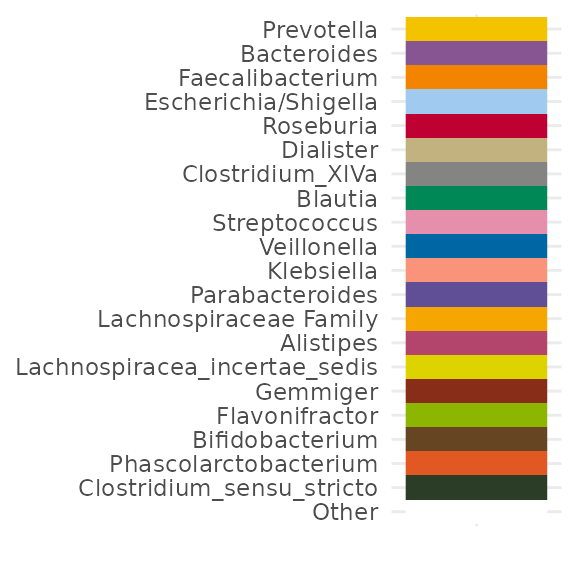 Prevotella
Bacteroides
Faecalibacterium
Escherichia/Shigella
Roseburia
Dialister
Clostridium_XlVa
Blautia
Streptococcus
Veillonella
Klebsiella
Parabacteroides
Lachnospiraceae Family
Alistipes
Lachnospiracea_incertae_sedis
Gemmiger
Flavonifractor
Bifidobacterium
Phascolarctobacterium
Clostridium_sensu_stricto
Other